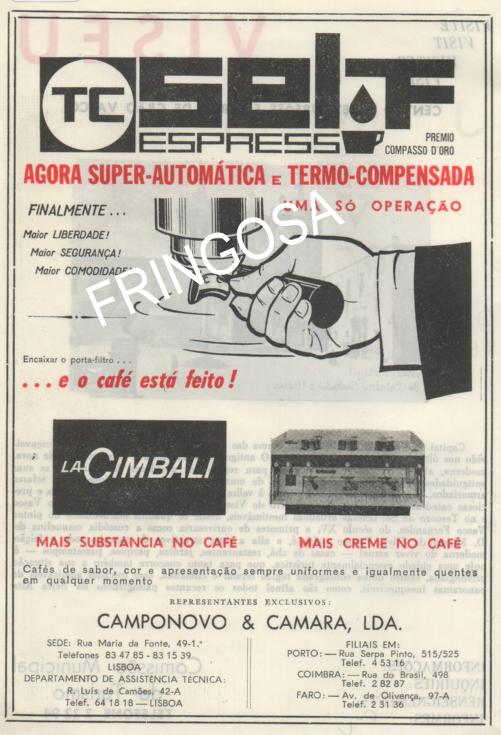 TC
self
ESPRESS
PREMIO
COMPASSO D'ORO
AGORA SUPER-AUTOMÁTICA E TERMO-COMPENSADA
FINALMENTE...
UMA SÓ OPERAÇÃO
Maior LIBERDADE!
Maior SEGURANÇA!
Maior COMODIDADE!
FRINGOSA
Encaixar o porta-filtro...
...e o café está feito!
LA CIMBALI
MAIS SUBSTANCIA NO CAFÉ
MAIS CREME NO CAFÉ
Cafés de sabor, cor e apresentação sempre uniformes e igualmente quentes
em qualquer momento
REPRESENTANTES EXCLUSIVOS:
CAMPONOVO & CAMARA, LDA.
SEDE: Rua Maria da Fonte, 49-1.º
Telefones 83 47 85 - 83 15 39
LISBOA
DEPARTAMENTO DE ASSISTÊNCIA TÉCNICA:
R. Luís de Camões, 42-A
Telef. 64 18 18 — LISBOA
FILIAIS EM:
PORTO: — Rua Serpa Pinto, 515/525
Telef. 4 53 16
COIMBRA: — Rua do Brasil, 498
Telef. 2 82 87
FARO: — Av. de Olivença, 97-A
Telef. 2 31 36